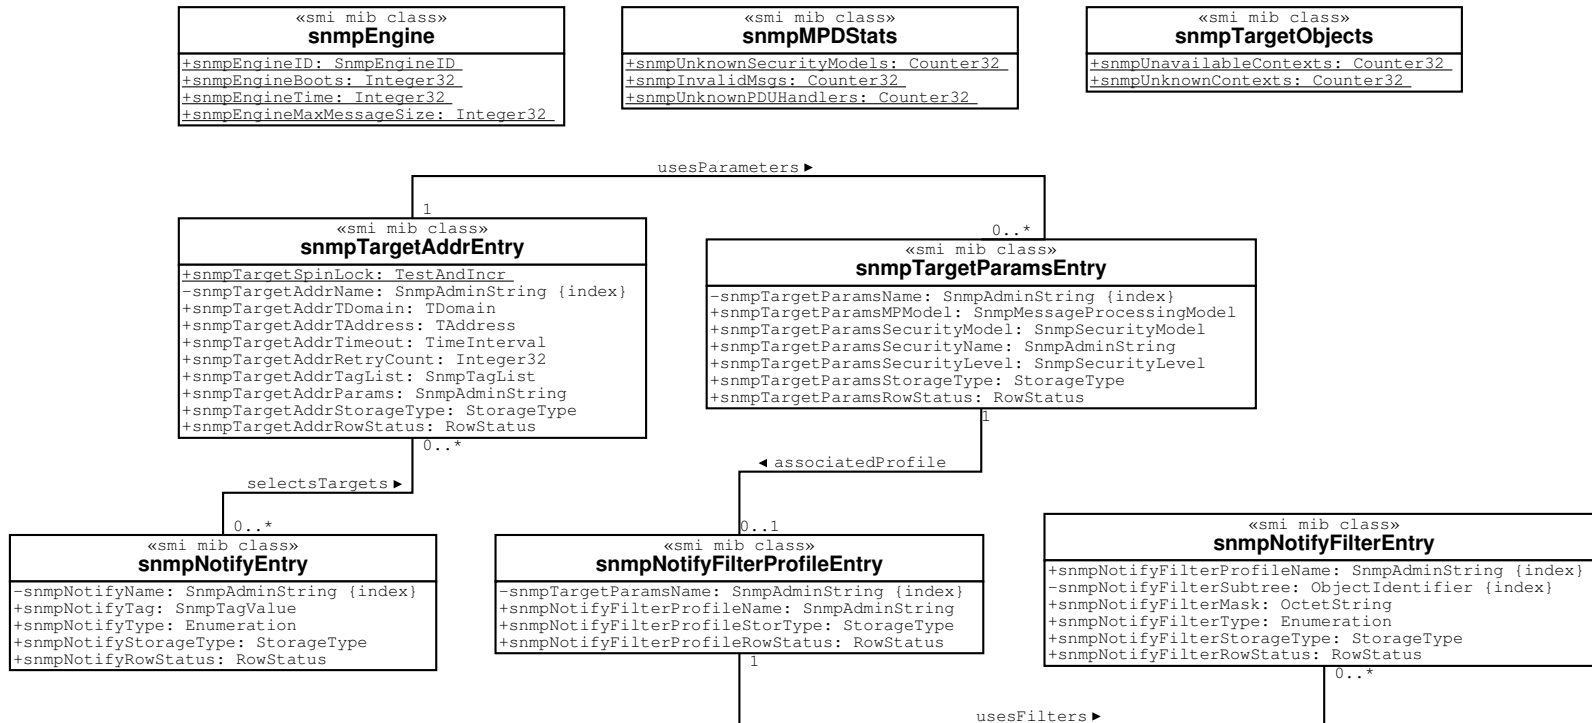 «smi mib class»
snmpEngine
+snmpEngineID: SnmpEngineID
+snmpEngineBoots: Integer32
+snmpEngineTime: Integer32
+snmpEngineMaxMessageSize: Integer32
«smi mib class»
snmpMPDStats
+snmpUnknownSecurityModels: Counter32
+snmpInvalidMsgs: Counter32
+snmpUnknownPDUHandlers: Counter32
«smi mib class»
snmpTargetObjects
+snmpUnavailableContexts: Counter32
+snmpUnknownContexts: Counter32
usesParameters ►
1
0..*
«smi mib class»
snmpTargetAddrEntry
+snmpTargetSpinLock: TestAndIncr
-snmpTargetAddrName: SnmpAdminString {index}
+snmpTargetAddrTDomain: TDomain
+snmpTargetAddrTAddress: TAddress
+snmpTargetAddrTimeout: TimeInterval
+snmpTargetAddrRetryCount: Integer32
+snmpTargetAddrTagList: SnmpTagList
+snmpTargetAddrParams: SnmpAdminString
+snmpTargetAddrStorageType: StorageType
+snmpTargetAddrRowStatus: RowStatus
«smi mib class»
snmpTargetParamsEntry
-snmpTargetParamsName: SnmpAdminString {index}
+snmpTargetParamsMPModel: SnmpMessageProcessingModel
+snmpTargetParamsSecurityModel: SnmpSecurityModel
+snmpTargetParamsSecurityName: SnmpAdminString
+snmpTargetParamsSecurityLevel: SnmpSecurityLevel
+snmpTargetParamsStorageType: StorageType
+snmpTargetParamsRowStatus: RowStatus
0..*
1
◄ associatedProfile
selectsTargets ►
0..*
0..1
«smi mib class»
snmpNotifyEntry
-snmpNotifyName: SnmpAdminString {index}
+snmpNotifyTag: SnmpTagValue
+snmpNotifyType: Enumeration
+snmpNotifyStorageType: StorageType
+snmpNotifyRowStatus: RowStatus
«smi mib class»
snmpNotifyFilterProfileEntry
-snmpTargetParamsName: SnmpAdminString {index}
+snmpNotifyFilterProfileName: SnmpAdminString
+snmpNotifyFilterProfileStorType: StorageType
+snmpNotifyFilterProfileRowStatus: RowStatus
«smi mib class»
snmpNotifyFilterEntry
+snmpNotifyFilterProfileName: SnmpAdminString {index}
-snmpNotifyFilterSubtree: ObjectIdentifier {index}
+snmpNotifyFilterMask: OctetString
+snmpNotifyFilterType: Enumeration
+snmpNotifyFilterStorageType: StorageType
+snmpNotifyFilterRowStatus: RowStatus
1
0..*
usesFilters ►